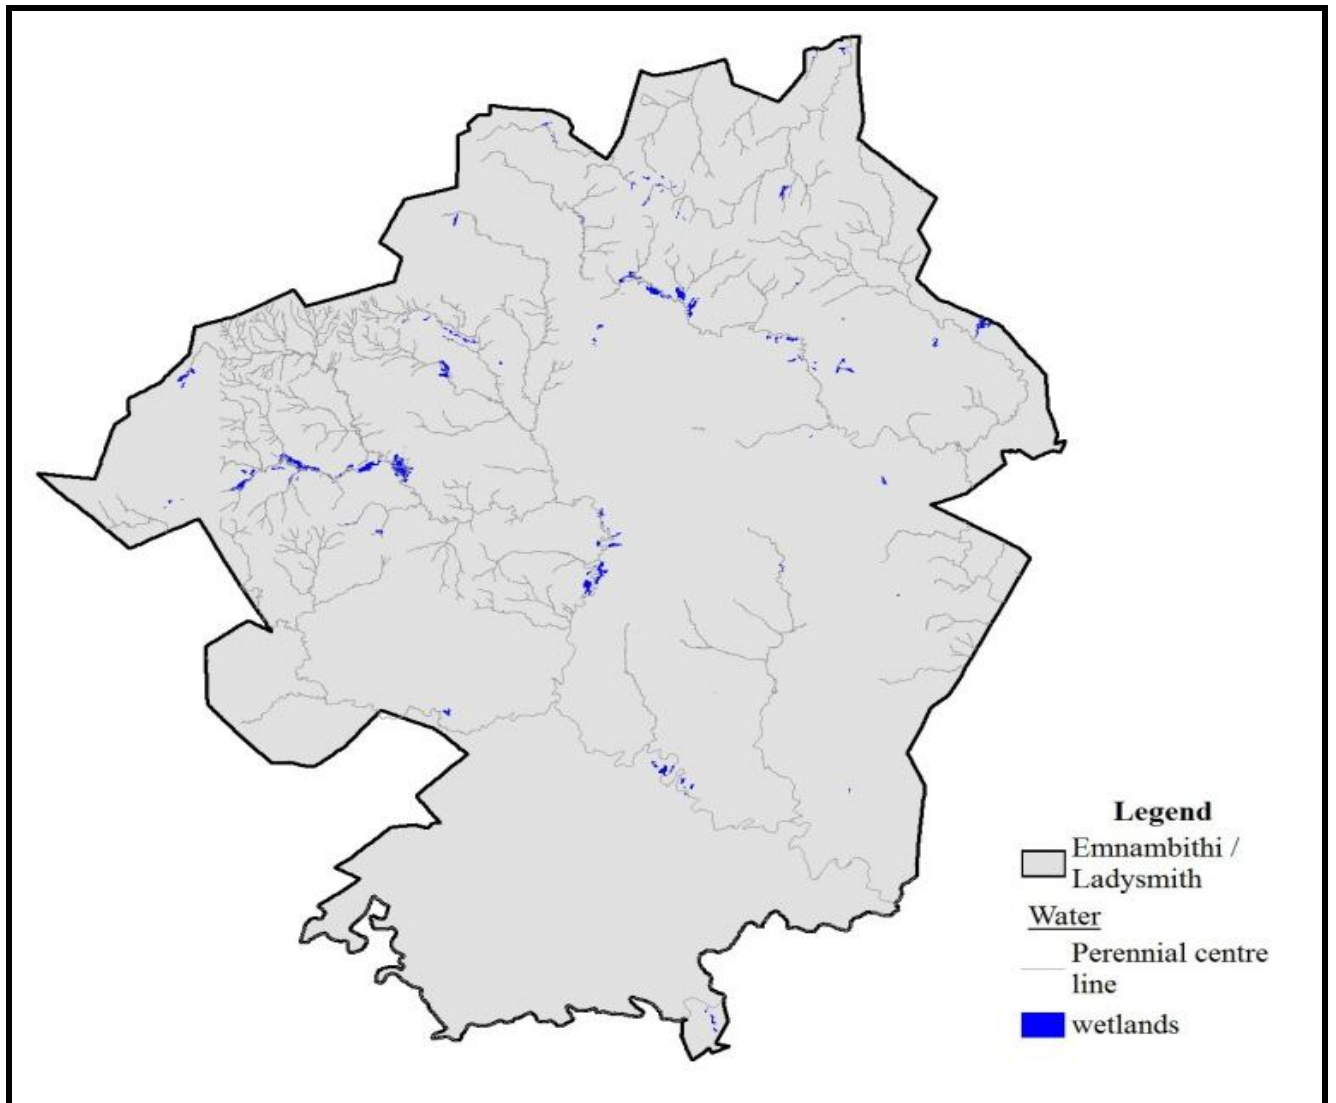 Legend
Emnambithi /
Ladysmith
Water
Perennial centre
line
wetlands